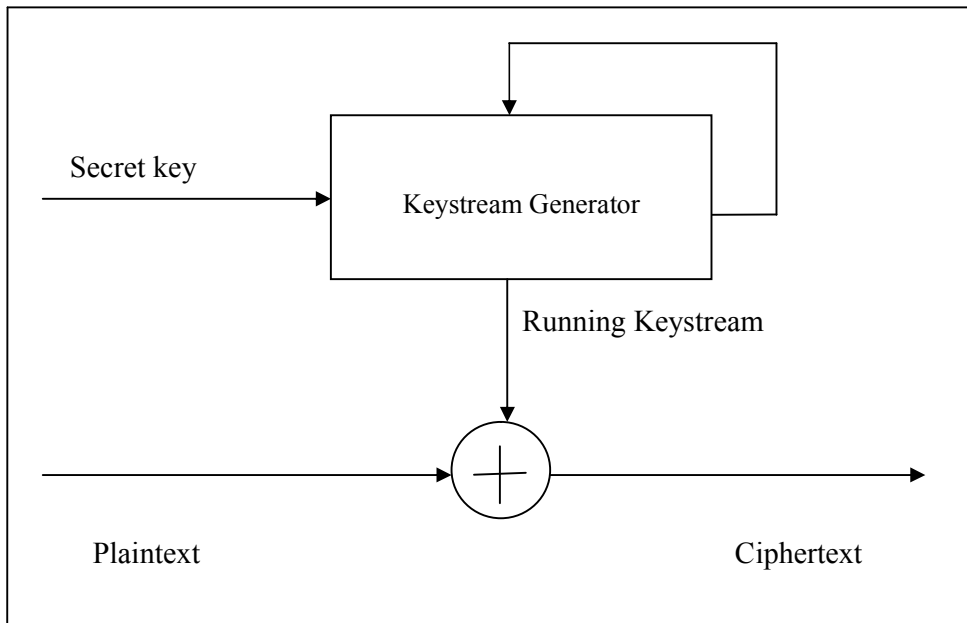 Secret key
Keystream Generator
Running Keystream
Plaintext
Ciphertext